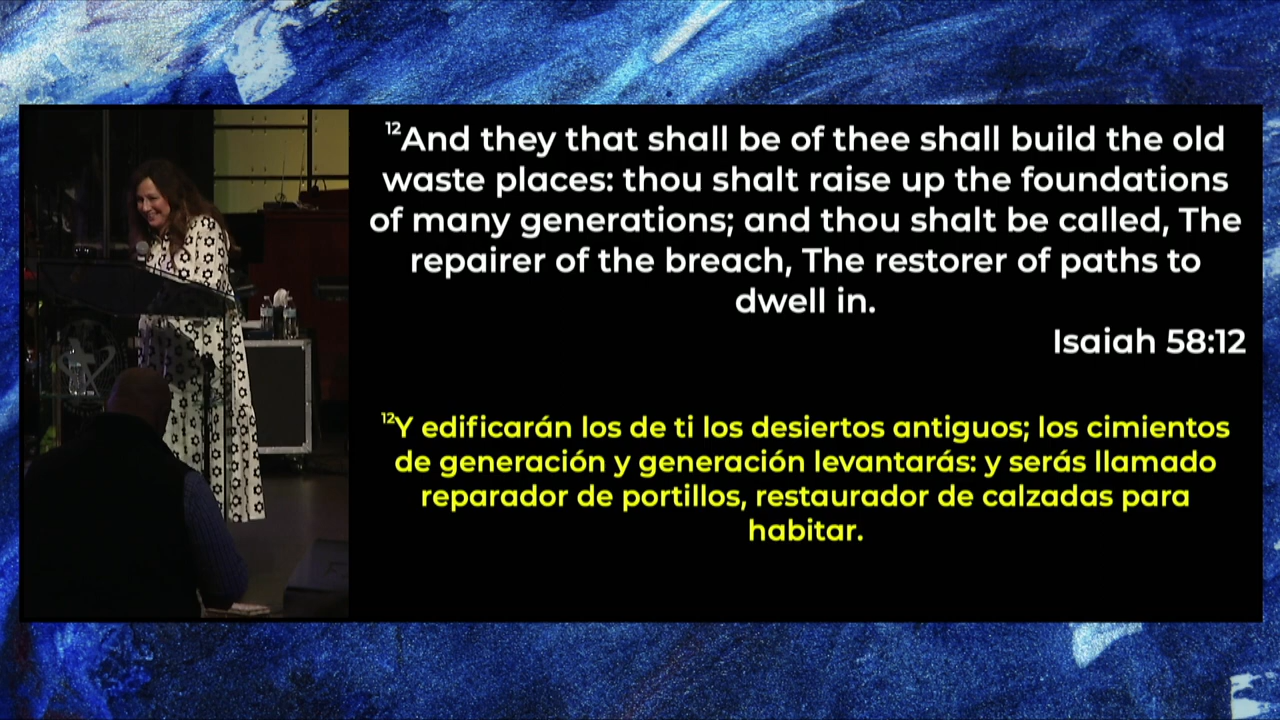 ¹²And they that shall be of thee shall build the old
waste places: thou shalt raise up the foundations
of many generations; and thou shalt be called, The
repairer of the breach, The restorer of paths to
dwell in.
Isaiah 58:12
¹²Y edificarán los de ti los desiertos antiguos; los cimientos
de generación y generación levantarás: y serás llamado
reparador de portillos, restaurador de calzadas para
habitar.